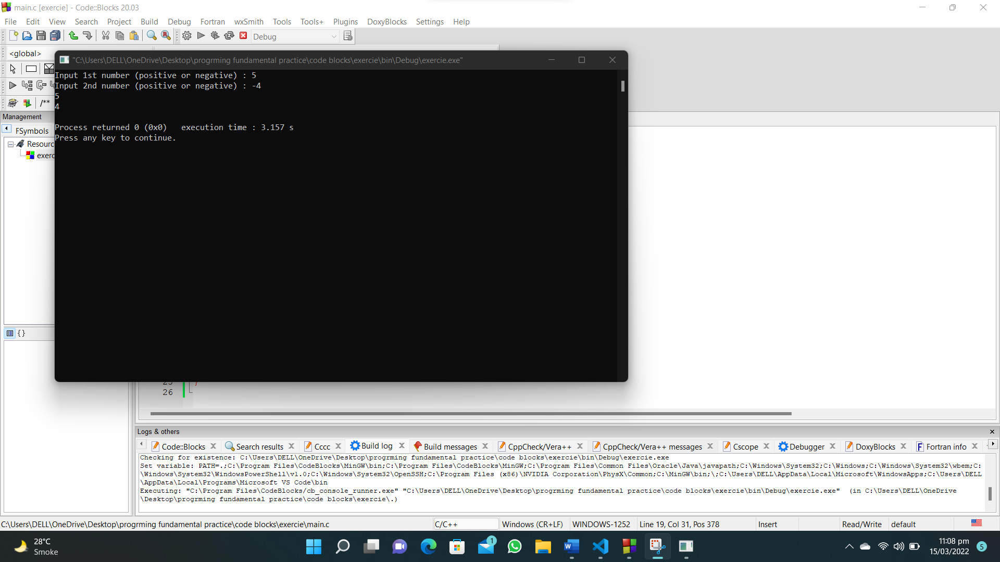 main.c [exercie] - Code::Blocks 20.03
File Edit View Search Project Build Debug Fortran wxSmith Tools Tools+ Plugins DoxyBlocks Settings Help
Debug
<global>
"C:\Users\DELL\OneDrive\Desktop\progrming fundamental practice\code blocks\exercie\bin\Debug\exercie.exe"
Input 1st number (positive or negative) : 5
Input 2nd number (positive or negative) : -4
5
/**
4
Management
Process returned 0 (0x0)   execution time : 3.157 s
FSymbols
Press any key to continue.
Resourc
exerc
{}
25 }
26
Logs & others
Code::Blocks Search results Cccc Build log Build messages CppCheck/Vera++ CppCheck/Vera++ messages Cscope Debugger DoxyBlocks Fortran info
Checking for existence: C:\Users\DELL\OneDrive\Desktop\progrming fundamental practice\code blocks\exercie\bin\Debug\exercie.exe
Set variable: PATH=.;C:\Program Files\CodeBlocks\MinGW\bin;C:\Program Files\CodeBlocks\MinGW;C:\Program Files\Common Files\Oracle\Java\javapath;C:\Windows\System32;C:\Windows;C:\Windows\System32\wbem;C:
\Windows\System32\WindowsPowerShell\v1.0;C:\Windows\System32\OpenSSH;C:\Program Files (x86)\NVIDIA Corporation\PhysX\Common;C:\MinGW\bin;\;C:\Users\DELL\AppData\Local\Microsoft\WindowsApps;C:\Users\DELL
\AppData\Local\Programs\Microsoft VS Code\bin
Executing: "C:\Program Files\CodeBlocks/cb_console_runner.exe" "C:\Users\DELL\OneDrive\Desktop\progrming fundamental practice\code blocks\exercie\bin\Debug\exercie.exe"  (in C:\Users\DELL\OneDrive
\Desktop\progrming fundamental practice\code blocks\exercie\.)
C:\Users\DELL\OneDrive\Desktop\progrming fundamental practice\code blocks\exercie\main.c C/C++ Windows (CR+LF) WINDOWS-1252 Line 19, Col 31, Pos 378 Insert Read/Write default
28°C
Smoke
1
11:08 pm
15/03/2022
5